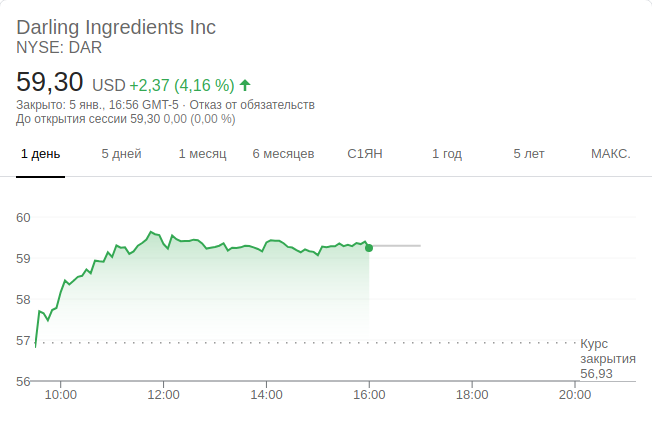 Darling Ingredients Inc
NYSE: DAR
59,30 USD +2,37 (4,16 %)
Закрыто: 5 янв., 16:56 GMT-5 · Отказ от обязательств
До открытия сессии 59,30 0,00 (0,00 %)
1 день 5 дней 1 месяц 6 месяцев С1ЯН 1 год 5 лет МАКС.
60
59
58
57
Курс
закрытия
56,93
56
10:00 12:00 14:00 16:00 18:00 20:00